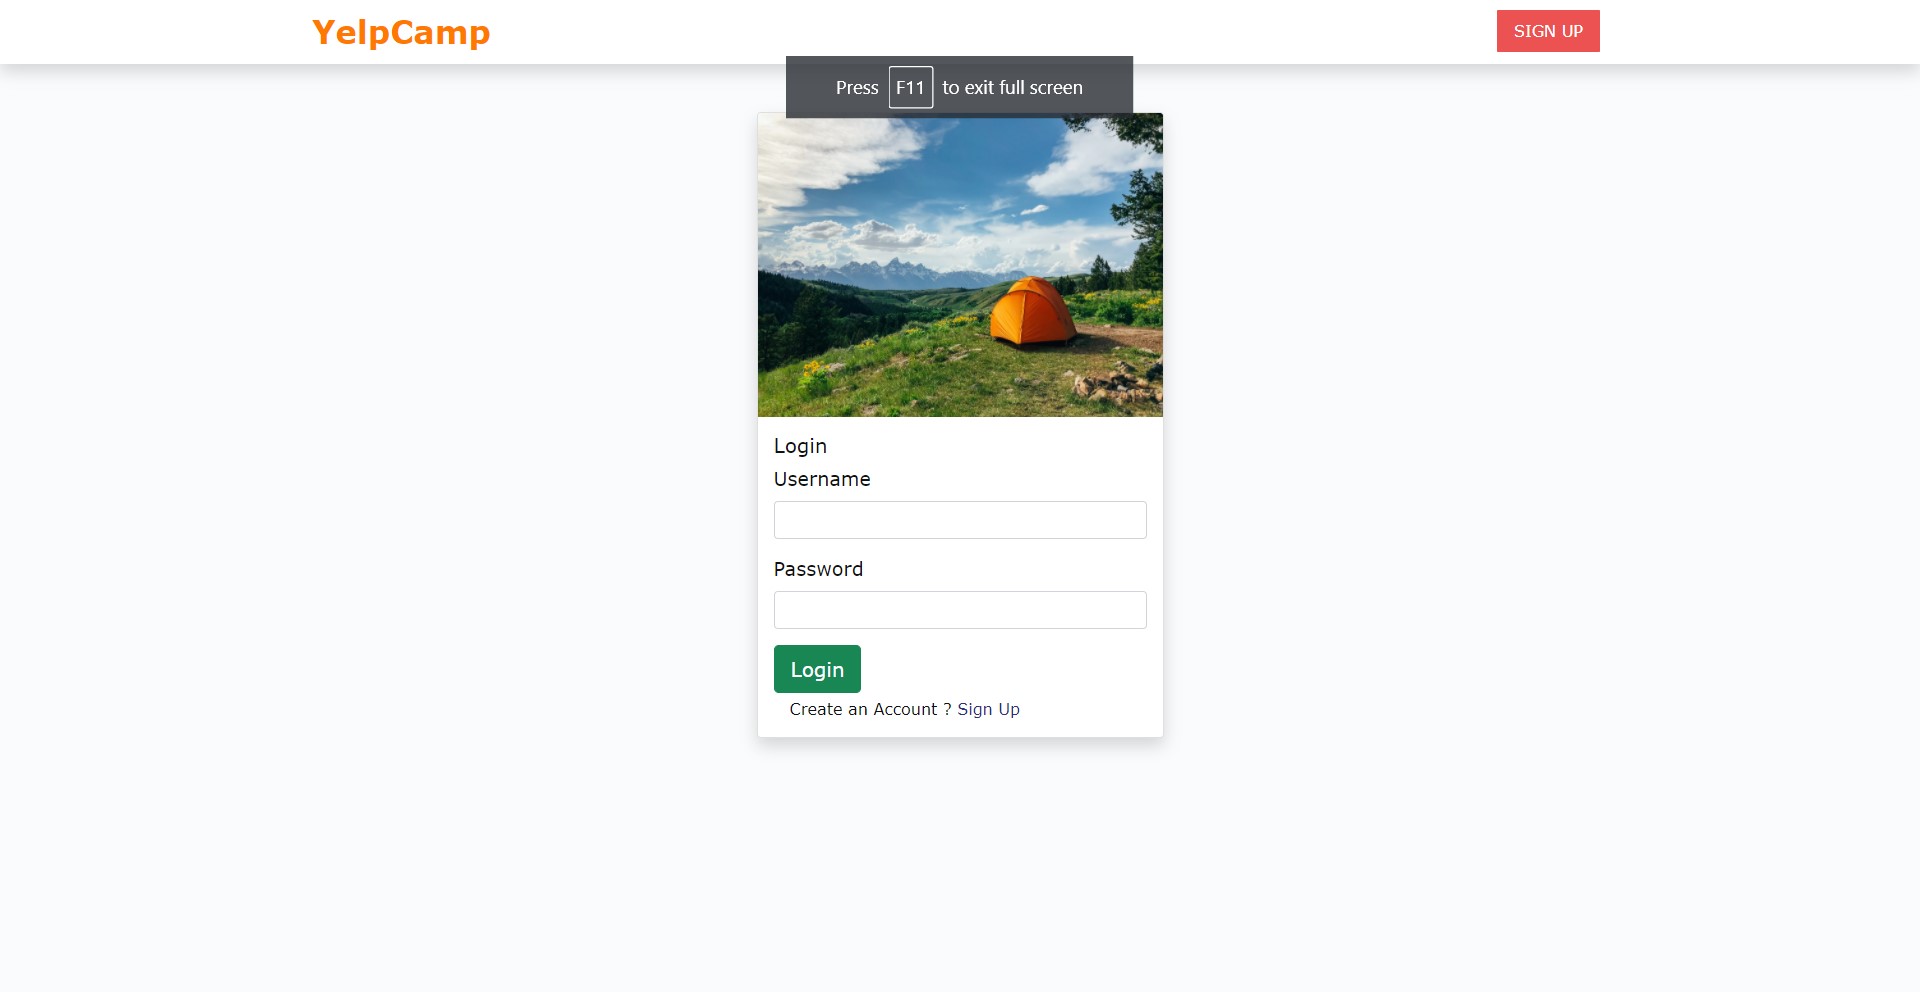 YelpCamp
SIGN UP
Press F11 to exit full screen
Login
Username
Password
Login
Create an Account ? Sign Up